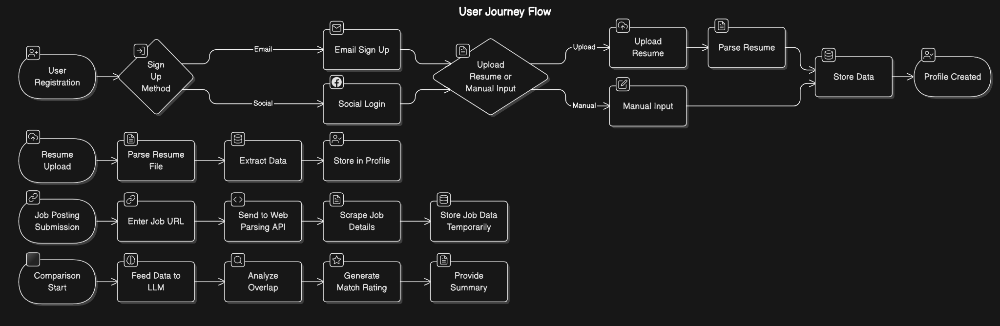 User Journey Flow
User
Registration
Sign
Up
Method
Email
Social
Email Sign Up
Social Login
Upload
Resume or
Manual Input
Upload
Manual
Upload
Resume
Parse Resume
Manual Input
Store Data
Profile Created
Resume
Upload
Parse Resume
File
Extract Data
Store in Profile
Job Posting
Submission
Enter Job URL
Send to Web
Parsing API
Scrape Job
Details
Store Job Data
Temporarily
Comparison
Start
Feed Data to
LLM
Analyze
Overlap
Generate
Match Rating
Provide
Summary